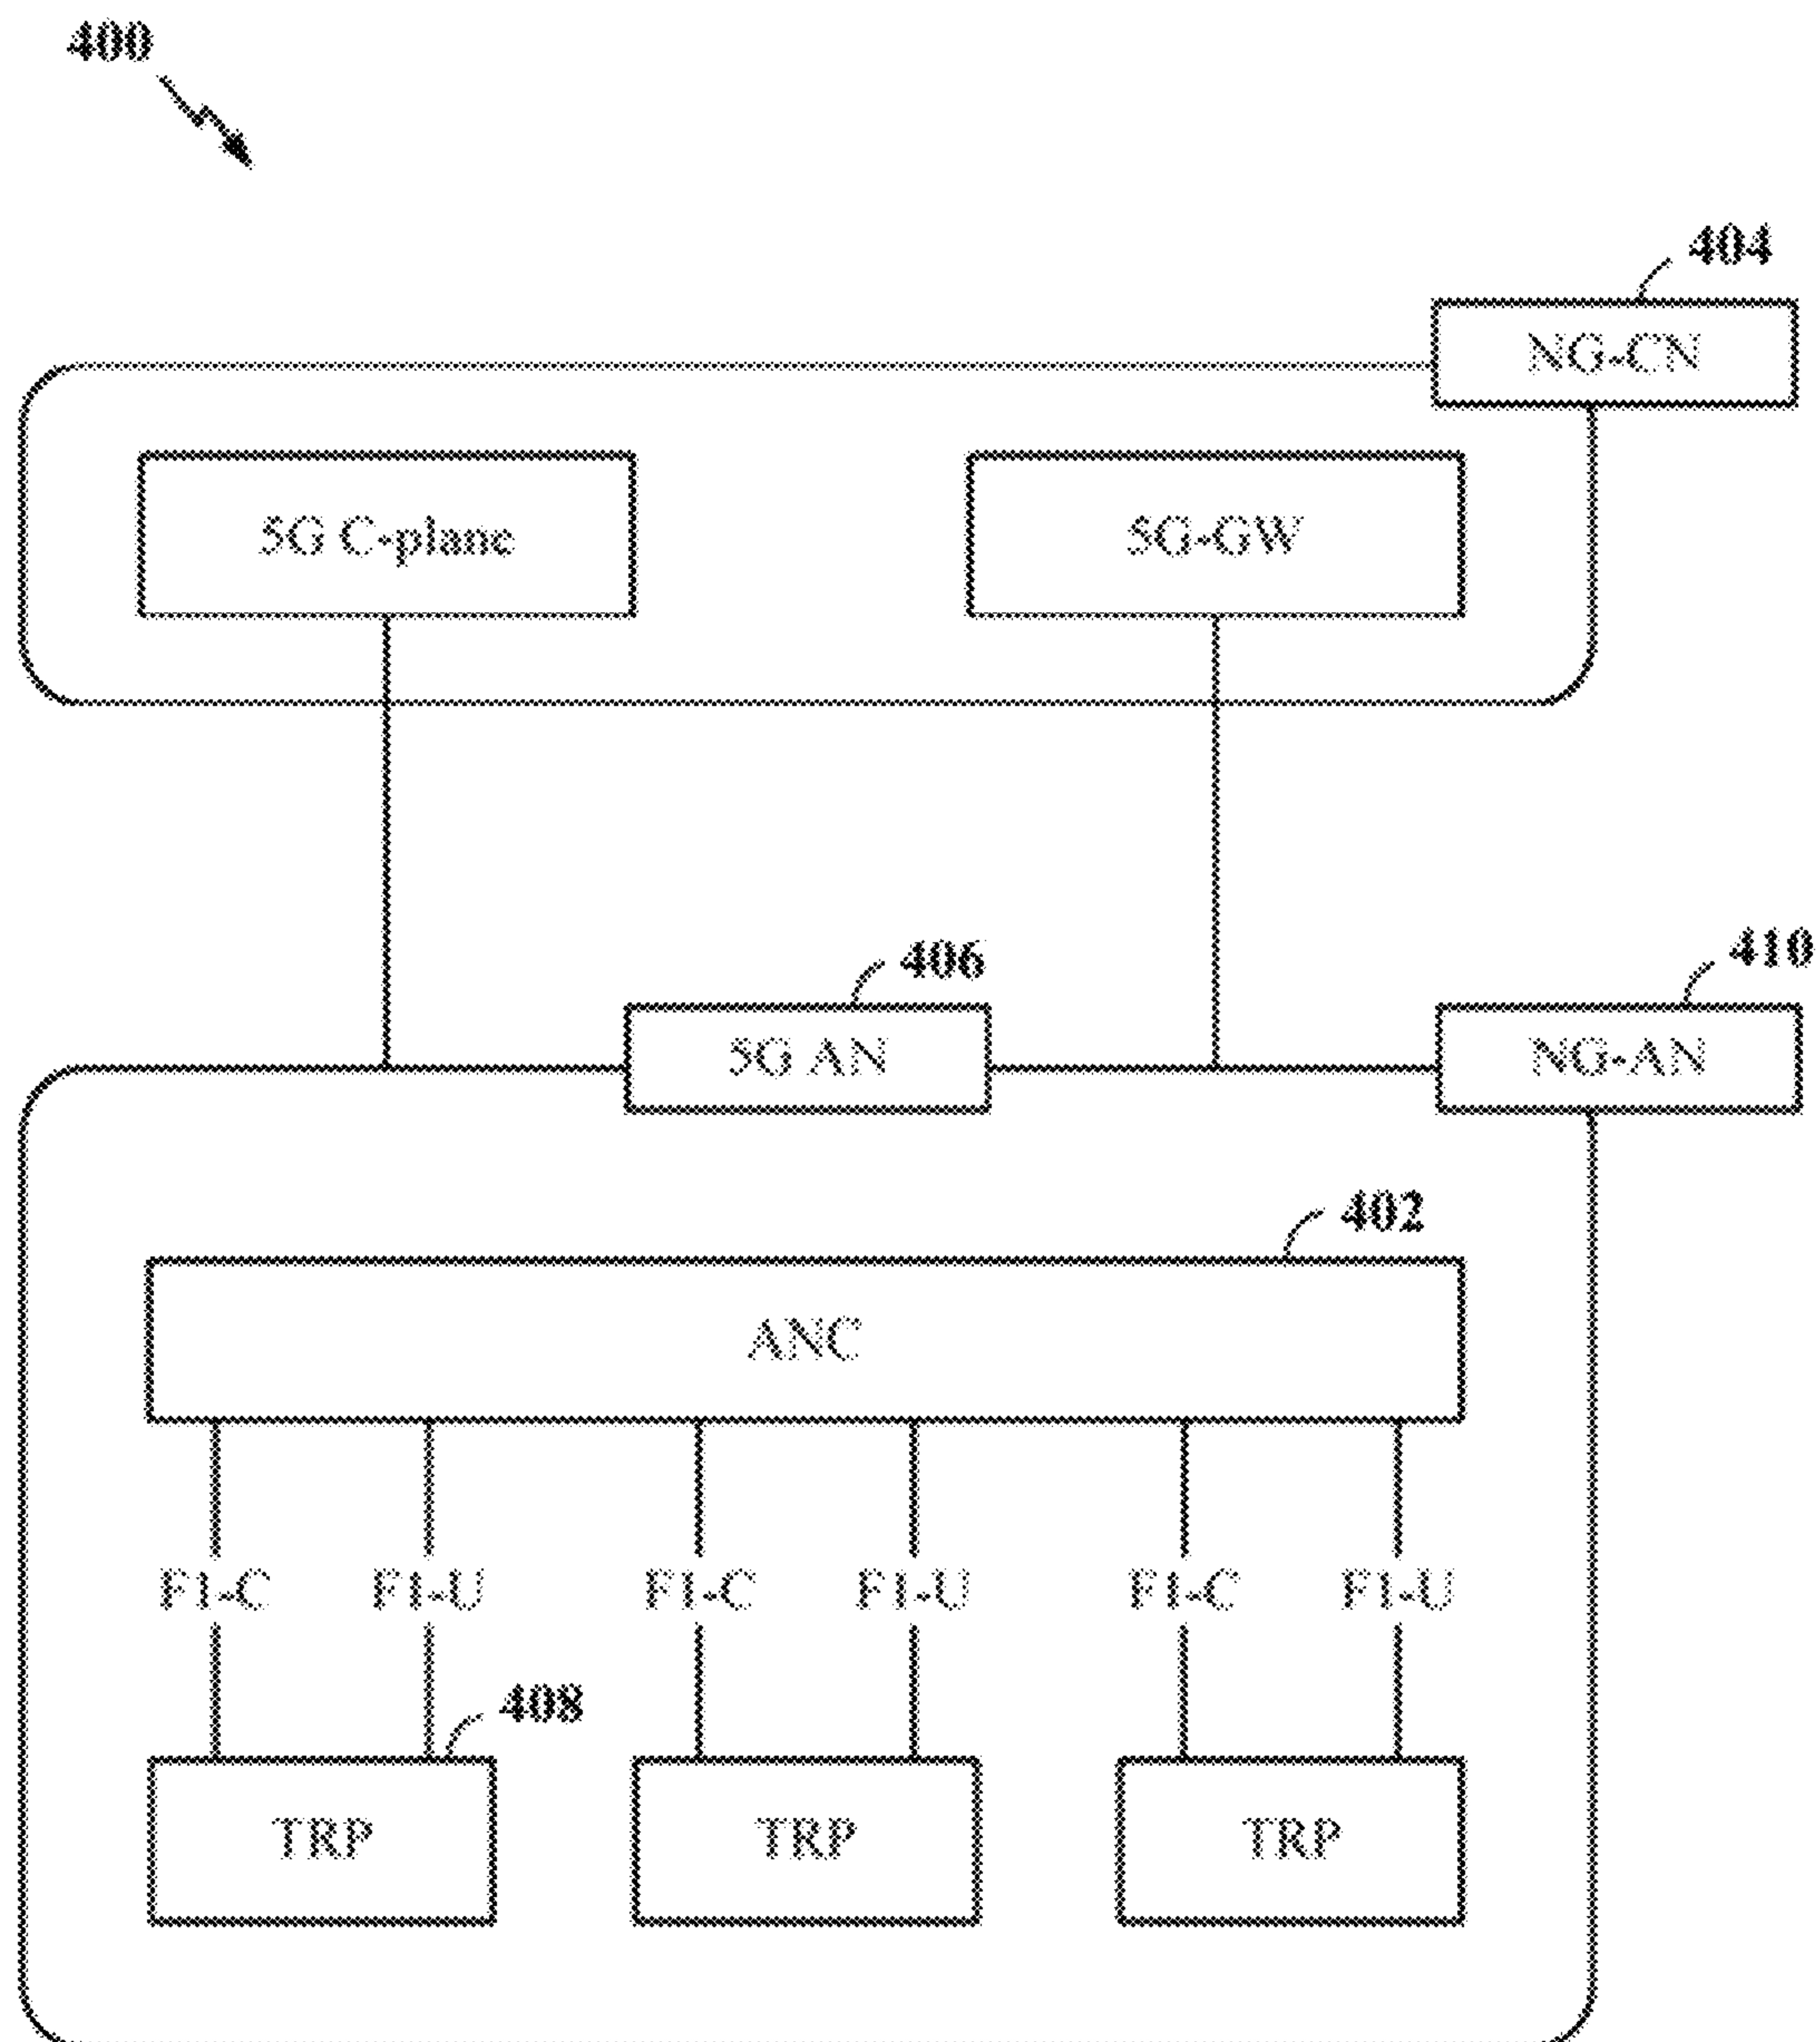 400
404
NG-CN
5G C-plane
5G-GW
406
410
5G AN
NG-AN
402
ANC
F1-C F1-U F1-C F1-U F1-C F1-U
408
TRP TRP TRP